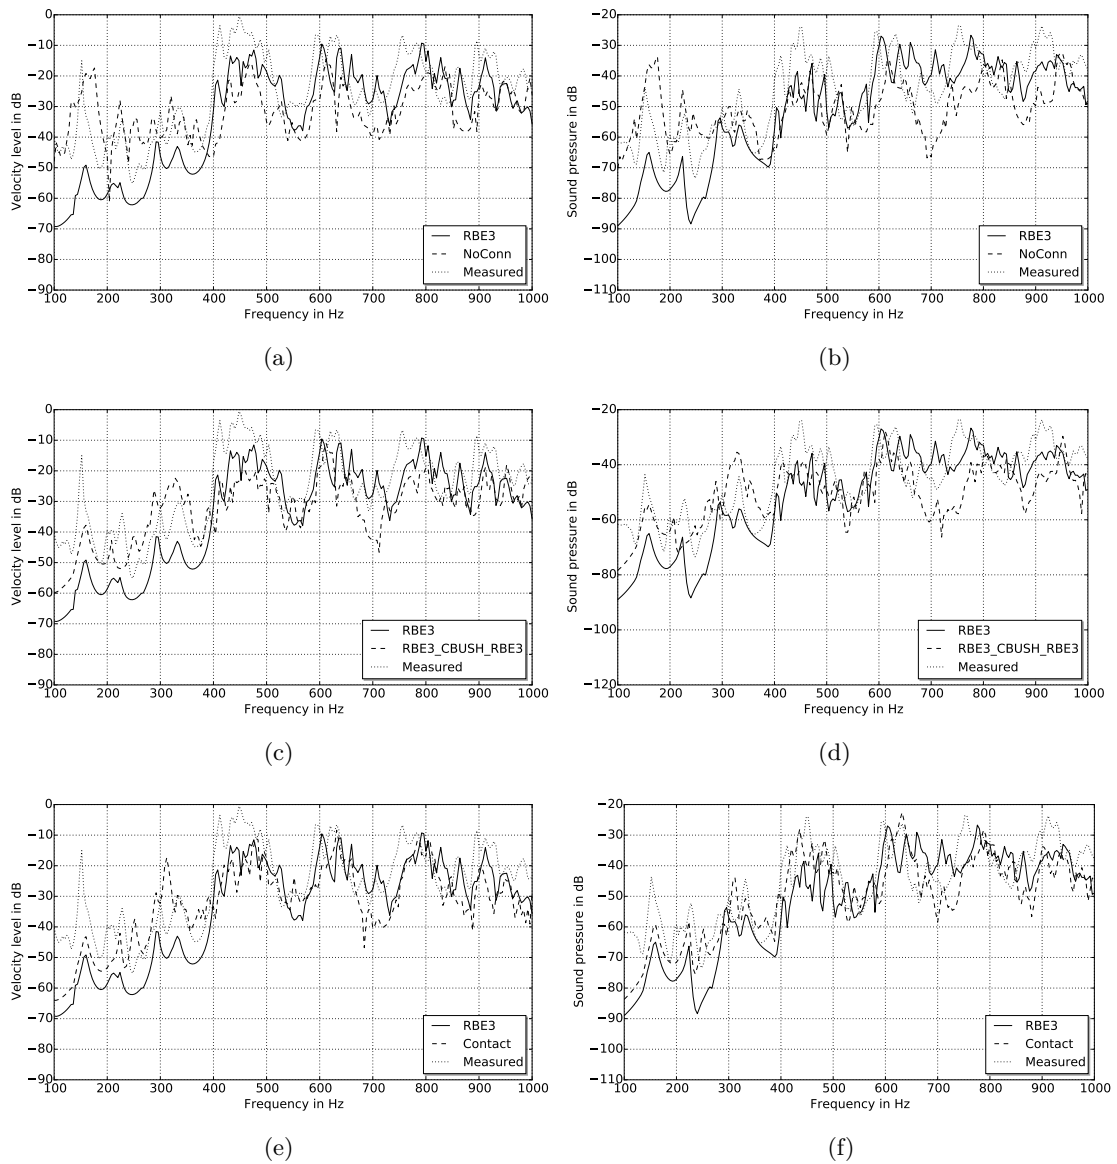 0
−10
−20
−30
−40
−50
−60
−70
−80
−90
Velocity level in dB
100 200 300 400 500 600 700 800 900 1000
Frequency in Hz
RBE3
NoConn
Measured
(a)
−20
−30
−40
−50
−60
−70
−80
−90
−100
−110
Sound pressure in dB
100 200 300 400 500 600 700 800 900 1000
Frequency in Hz
RBE3
NoConn
Measured
(b)
0
−10
−20
−30
−40
−50
−60
−70
−80
−90
Velocity level in dB
100 200 300 400 500 600 700 800 900 1000
Frequency in Hz
RBE3
RBE3_CBUSH_RBE3
Measured
(c)
−20
−40
−60
−80
−100
−120
Sound pressure in dB
100 200 300 400 500 600 700 800 900 1000
Frequency in Hz
RBE3
RBE3_CBUSH_RBE3
Measured
(d)
0
−10
−20
−30
−40
−50
−60
−70
−80
−90
Velocity level in dB
100 200 300 400 500 600 700 800 900 1000
Frequency in Hz
RBE3
Contact
Measured
(e)
−20
−30
−40
−50
−60
−70
−80
−90
−100
−110
Sound pressure in dB
100 200 300 400 500 600 700 800 900 1000
Frequency in Hz
RBE3
Contact
Measured
(f)